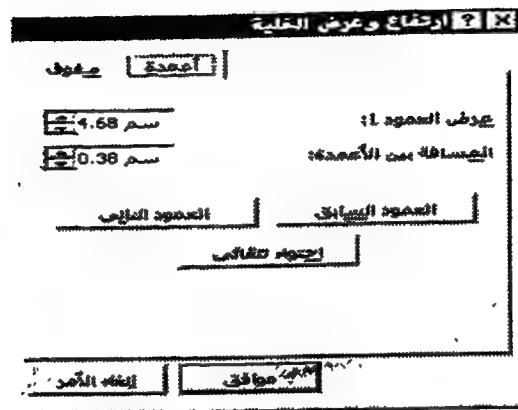 ارتفاع وعرض الخلية
أعمدة صفوف
عرض العمود 1: 4.68 سم
المسافة بين الأعمدة: 0.38 سم
العمود السابق العمود التالي
احتواء تلقائي
موافق إلغاء الأمر